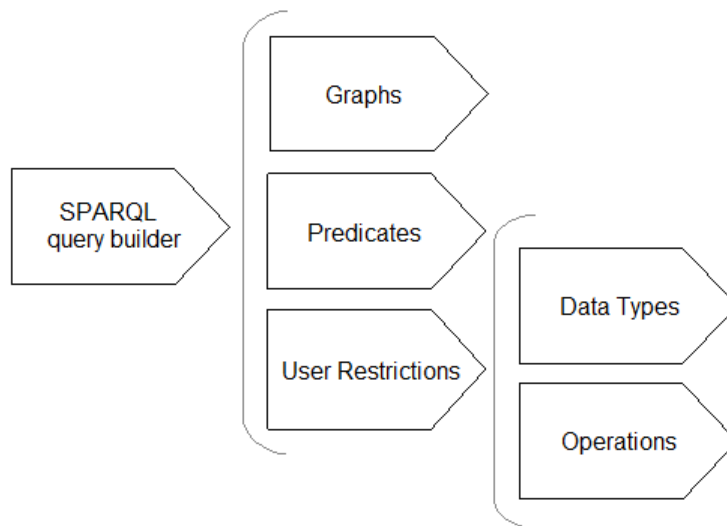 SPARQL
query builder
Graphs
Predicates
User Restrictions
Data Types
Operations